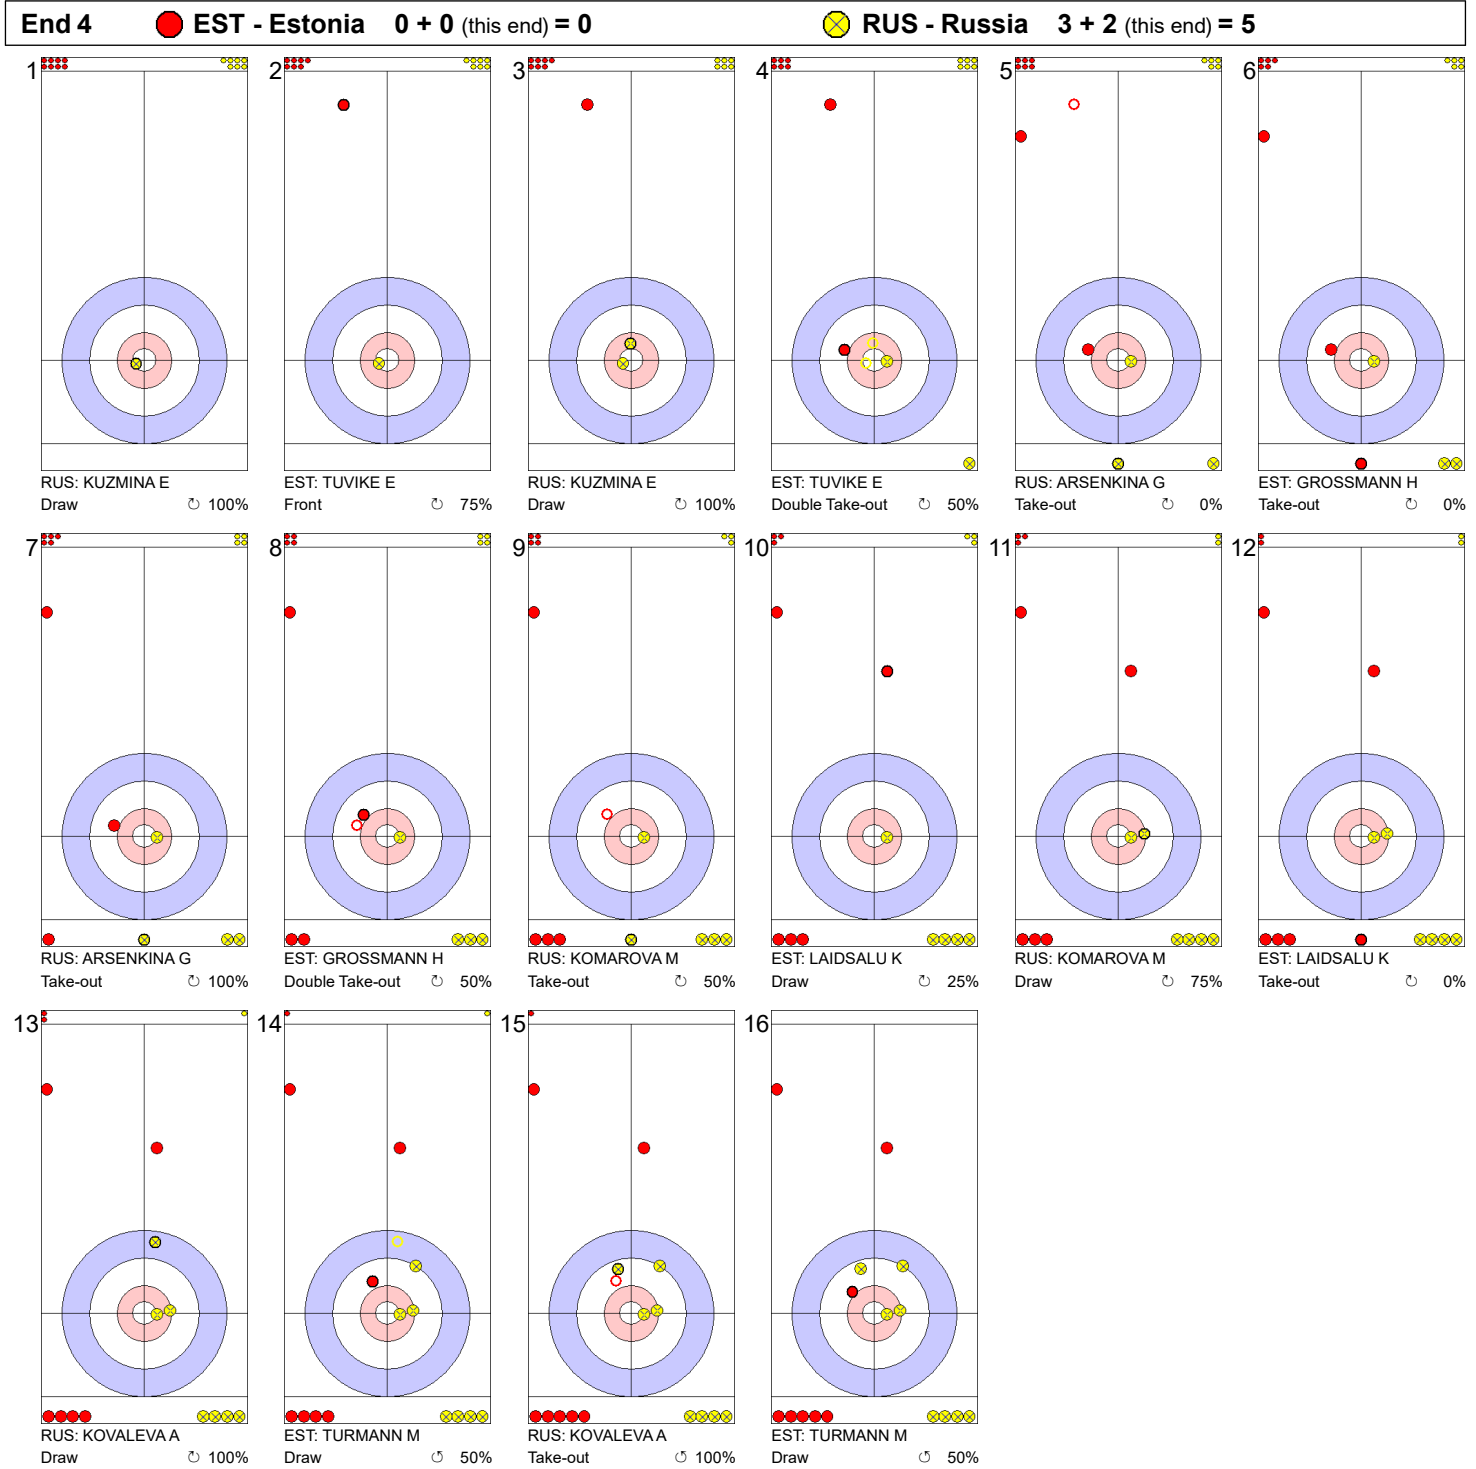 End 4 EST - Estonia 0 + 0 (this end) = 0 RUS - Russia 3 + 2 (this end) = 5
1 2 3 4 5 6
RUS: KUZMINA E EST: TUVIKE E RUS: KUZMINA E EST: TUVIKE E RUS: ARSENKINA G EST: GROSSMANN H
Draw ↻ 100% Front ↻ 75% Draw ↻ 100% Double Take-out ↻ 50% Take-out ↻ 0% Take-out ↻ 0%
7 8 9 10 11 12
RUS: ARSENKINA G EST: GROSSMANN H RUS: KOMAROVA M EST: LAIDSALU K RUS: KOMAROVA M EST: LAIDSALU K
Take-out ↻ 100% Double Take-out ↺ 50% Take-out ↻ 50% Draw ↻ 25% Draw ↻ 75% Take-out ↻ 0%
13 14 15 16
RUS: KOVALEVA A EST: TURMANN M RUS: KOVALEVA A EST: TURMANN M
Draw ↻ 100% Draw ↺ 50% Take-out ↺ 100% Draw ↺ 50%